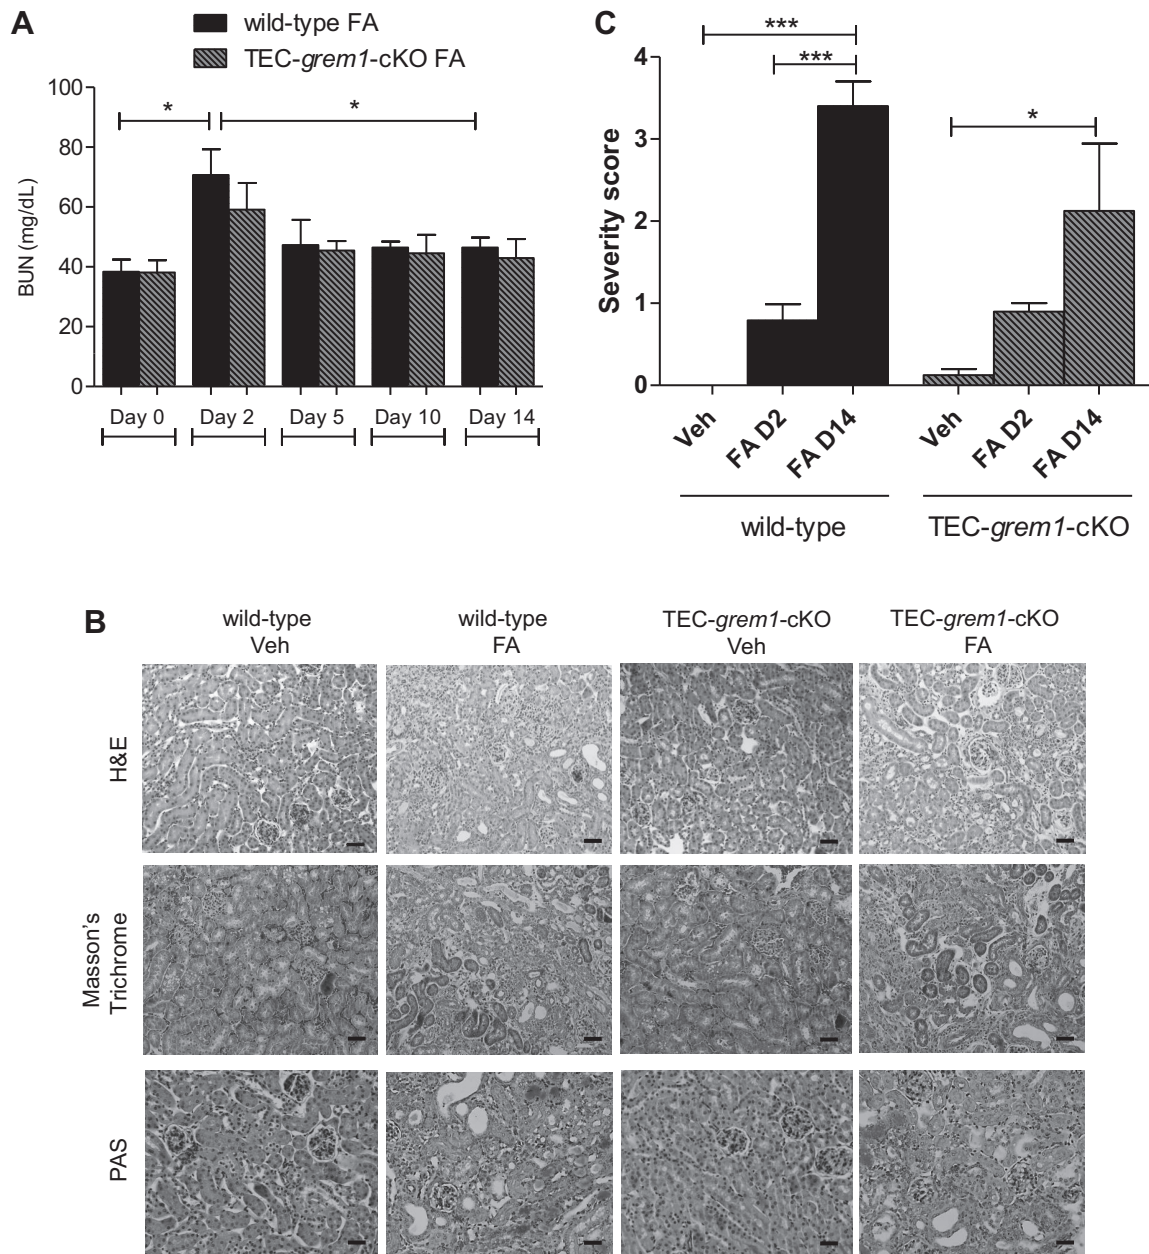 A
wild-type FA
TEC-grem1-cKO FA
100
80
60
40
20
0
BUN (mg/dL)
*
*
Day 0
Day 2
Day 5
Day 10
Day 14
C
***
***
*
4
3
2
1
0
Severity score
Veh
FA D2
FA D14
Veh
FA D2
FA D14
wild-type
TEC-grem1-cKO
B
wild-type
Veh
wild-type
FA
TEC-grem1-cKO
Veh
TEC-grem1-cKO
FA
H&E
Masson's
Trichrome
PAS